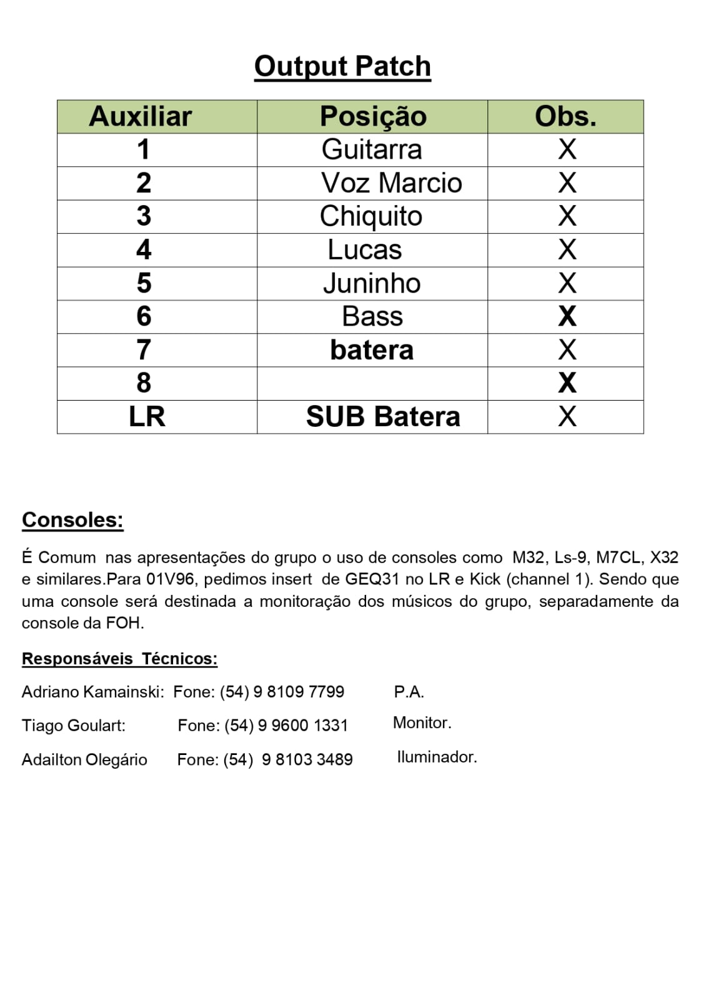 Output Patch
Auxiliar Posição Obs.
1 Guitarra X
2 Voz Marcio X
3 Chiquito X
4 Lucas X
5 Juninho X
6 Bass X
7 batera X
8 X
LR SUB Batera X
Consoles:
É Comum nas apresentações do grupo o uso de consoles como M32, Ls-9, M7CL, X32
e similares.Para 01V96, pedimos insert de GEQ31 no LR e Kick (channel 1). Sendo que
uma console será destinada a monitoração dos músicos do grupo, separadamente da
console da FOH.
Responsáveis Técnicos:
Adriano Kamainski: Fone: (54) 9 8109 7799 P.A.
Tiago Goulart: Fone: (54) 9 9600 1331 Monitor.
Adailton Olegário Fone: (54) 9 8103 3489 Iluminador.